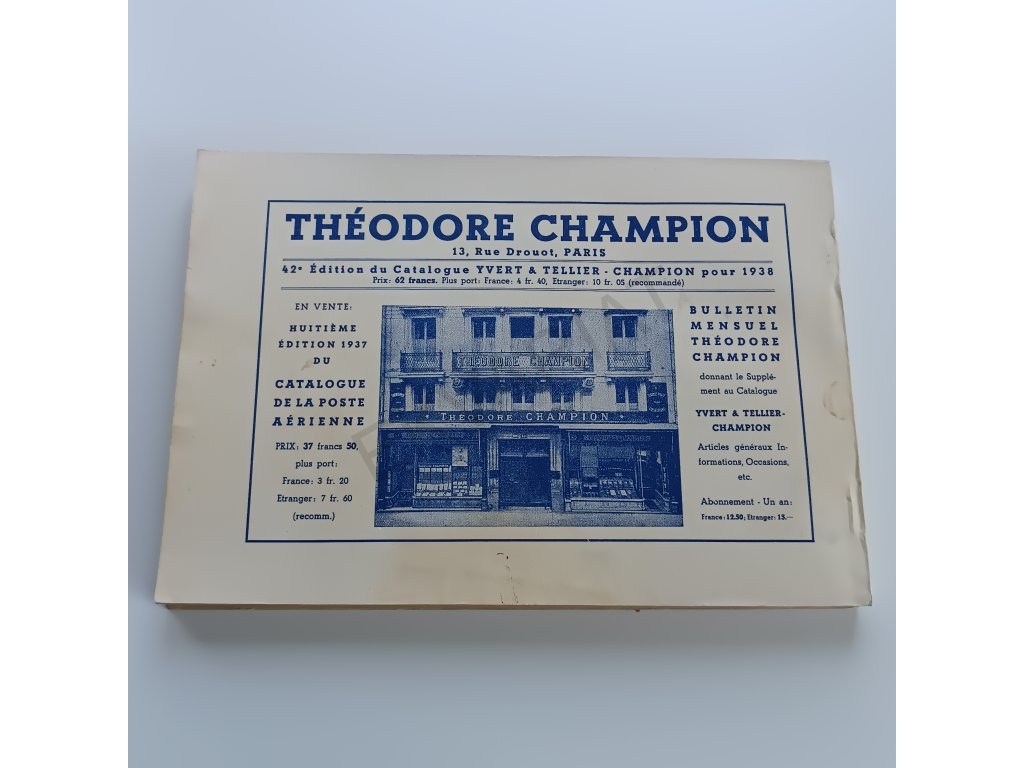 THÉODORE CHAMPION
13, Rue Drouot, PARIS
42e Édition du Catalogue YVERT & TELLIER - CHAMPION pour 1938
Prix: 62 francs. Plus port: France: 4 fr. 40, Etranger: 10 fr. 05 (recommandé)
EN VENTE:
HUITIÈME
ÉDITION 1937
DU
CATALOGUE
DE LA POSTE
AÉRIENNE
PRIX: 37 francs 50,
plus port:
France: 3 fr. 20
Etranger: 7 fr. 60
(recomm.)
THÉODORE CHAMPION
THÉODORE CHAMPION
BULLETIN
MENSUEL
THÉODORE
CHAMPION
donnant le Supplé-
ment au Catalogue
YVERT & TELLIER-
CHAMPION
Articles généraux In-
formations, Occasions,
etc.
Abonnement - Un an:
France: 12.50; Etranger: 15.—